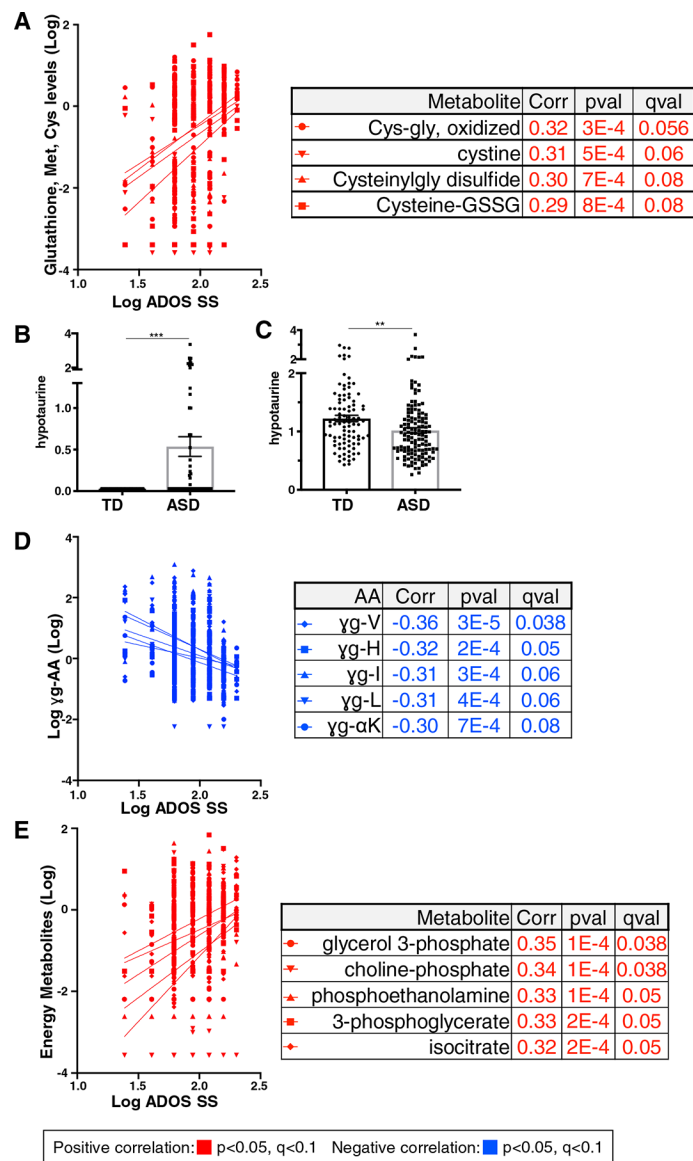 A
Glutathione, Met, Cys levels (Log)
2
0
-2
-4
1.0 1.5 2.0 2.5
Log ADOS SS
Metabolite Corr pval qval
Cys-gly, oxidized 0.32 3E-4 0.056
cystine 0.31 5E-4 0.06
Cysteinylgly disulfide 0.30 7E-4 0.08
Cysteine-GSSG 0.29 8E-4 0.08
B
hypotaurine
4
2
1.0
0.5
0.0
***
TD ASD
C
hypotaurine
4
2
2
1
0
**
TD ASD
D
Log ɣg-AA (Log)
4
2
0
-2
-4
1.0 1.5 2.0 2.5
Log ADOS SS
AA Corr pval qval
ɣg-V -0.36 3E-5 0.038
ɣg-H -0.32 2E-4 0.05
ɣg-I -0.31 3E-4 0.06
ɣg-L -0.31 4E-4 0.06
ɣg-αK -0.30 7E-4 0.08
E
Energy Metabolites (Log)
2
0
-2
-4
1.0 1.5 2.0 2.5
Log ADOS SS
Metabolite Corr pval qval
glycerol 3-phosphate 0.35 1E-4 0.038
choline-phosphate 0.34 1E-4 0.038
phosphoethanolamine 0.33 1E-4 0.05
3-phosphoglycerate 0.33 2E-4 0.05
isocitrate 0.32 2E-4 0.05
Positive correlation: p<0.05, q<0.1 Negative correlation: p<0.05, q<0.1